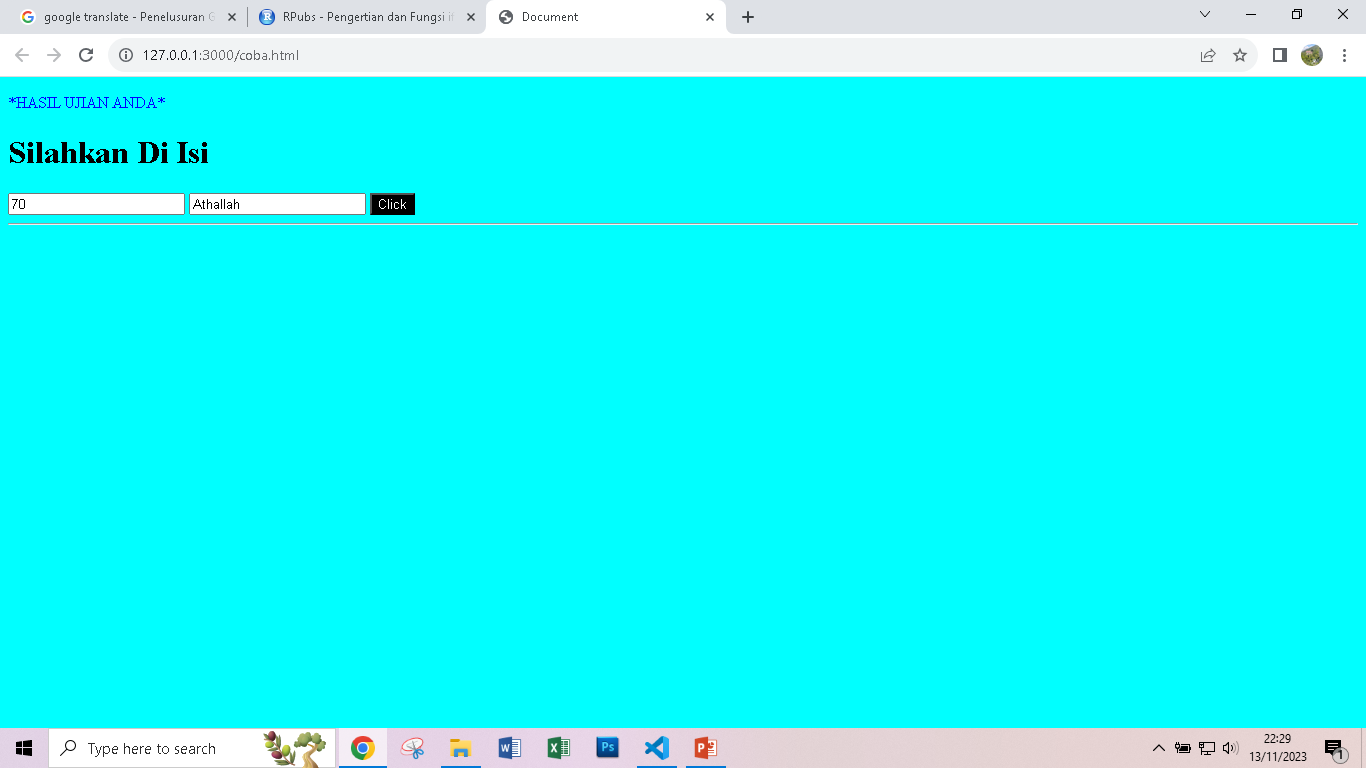 google translate - Penelusuran G
RPubs - Pengertian dan Fungsi if
Document
127.0.0.1:3000/coba.html
*HASIL UJIAN ANDA*
Silahkan Di Isi
70 Athallah Click
Type here to search
22:29
13/11/2023
1